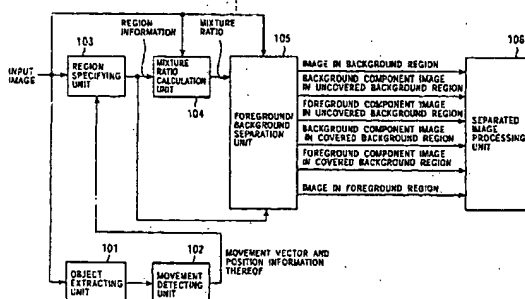 INPUT IMAGE
103
REGION SPECIFYING UNIT
REGION INFORMATION
MIXTURE RATIO CALCULATION UNIT
104
MIXTURE RATIO
105
FOREGROUND/ BACKGROUND SEPARATION UNIT
IMAGE IN BACKGROUND REGION
BACKGROUND COMPONENT IMAGE IN UNCOVERED BACKGROUND REGION
FOREGROUND COMPONENT IMAGE IN UNCOVERED BACKGROUND REGION
BACKGROUND COMPONENT IMAGE IN COVERED BACKGROUND REGION
FOREGROUND COMPONENT IMAGE IN COVERED BACKGROUND REGION
IMAGE IN FOREGROUND REGION
106
SEPARATED IMAGE PROCESSING UNIT
101
OBJECT EXTRACTING UNIT
102
MOVEMENT DETECTING UNIT
MOVEMENT VECTOR AND POSITION INFORMATION THEREOF